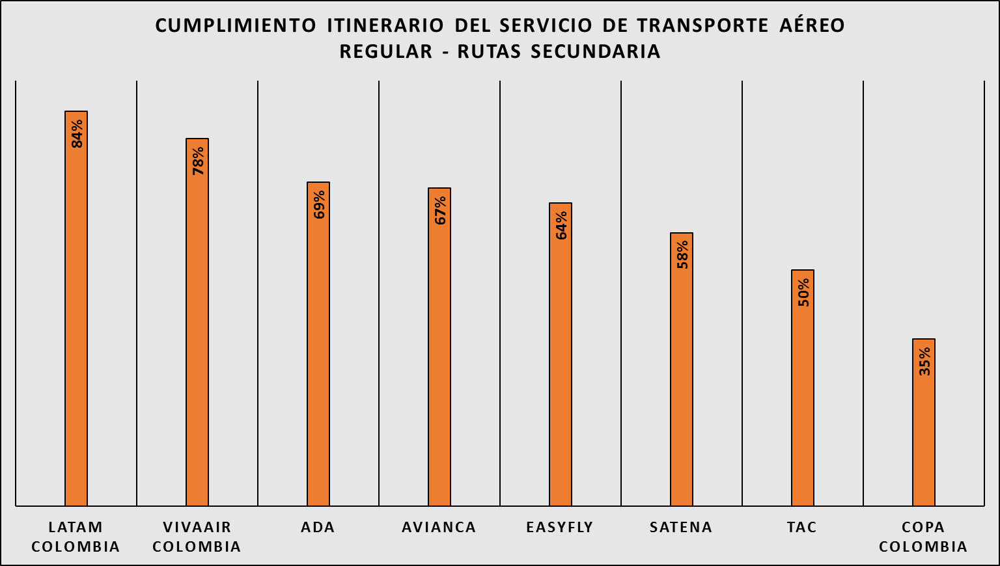 CUMPLIMIENTO ITINERARIO DEL SERVICIO DE TRANSPORTE AÉREO
REGULAR - RUTAS SECUNDARIA
84%
78%
69%
67%
64%
58%
50%
35%
LATAM COLOMBIA
VIVAAIR COLOMBIA
ADA
AVIANCA
EASYFLY
SATENA
TAC
COPA COLOMBIA